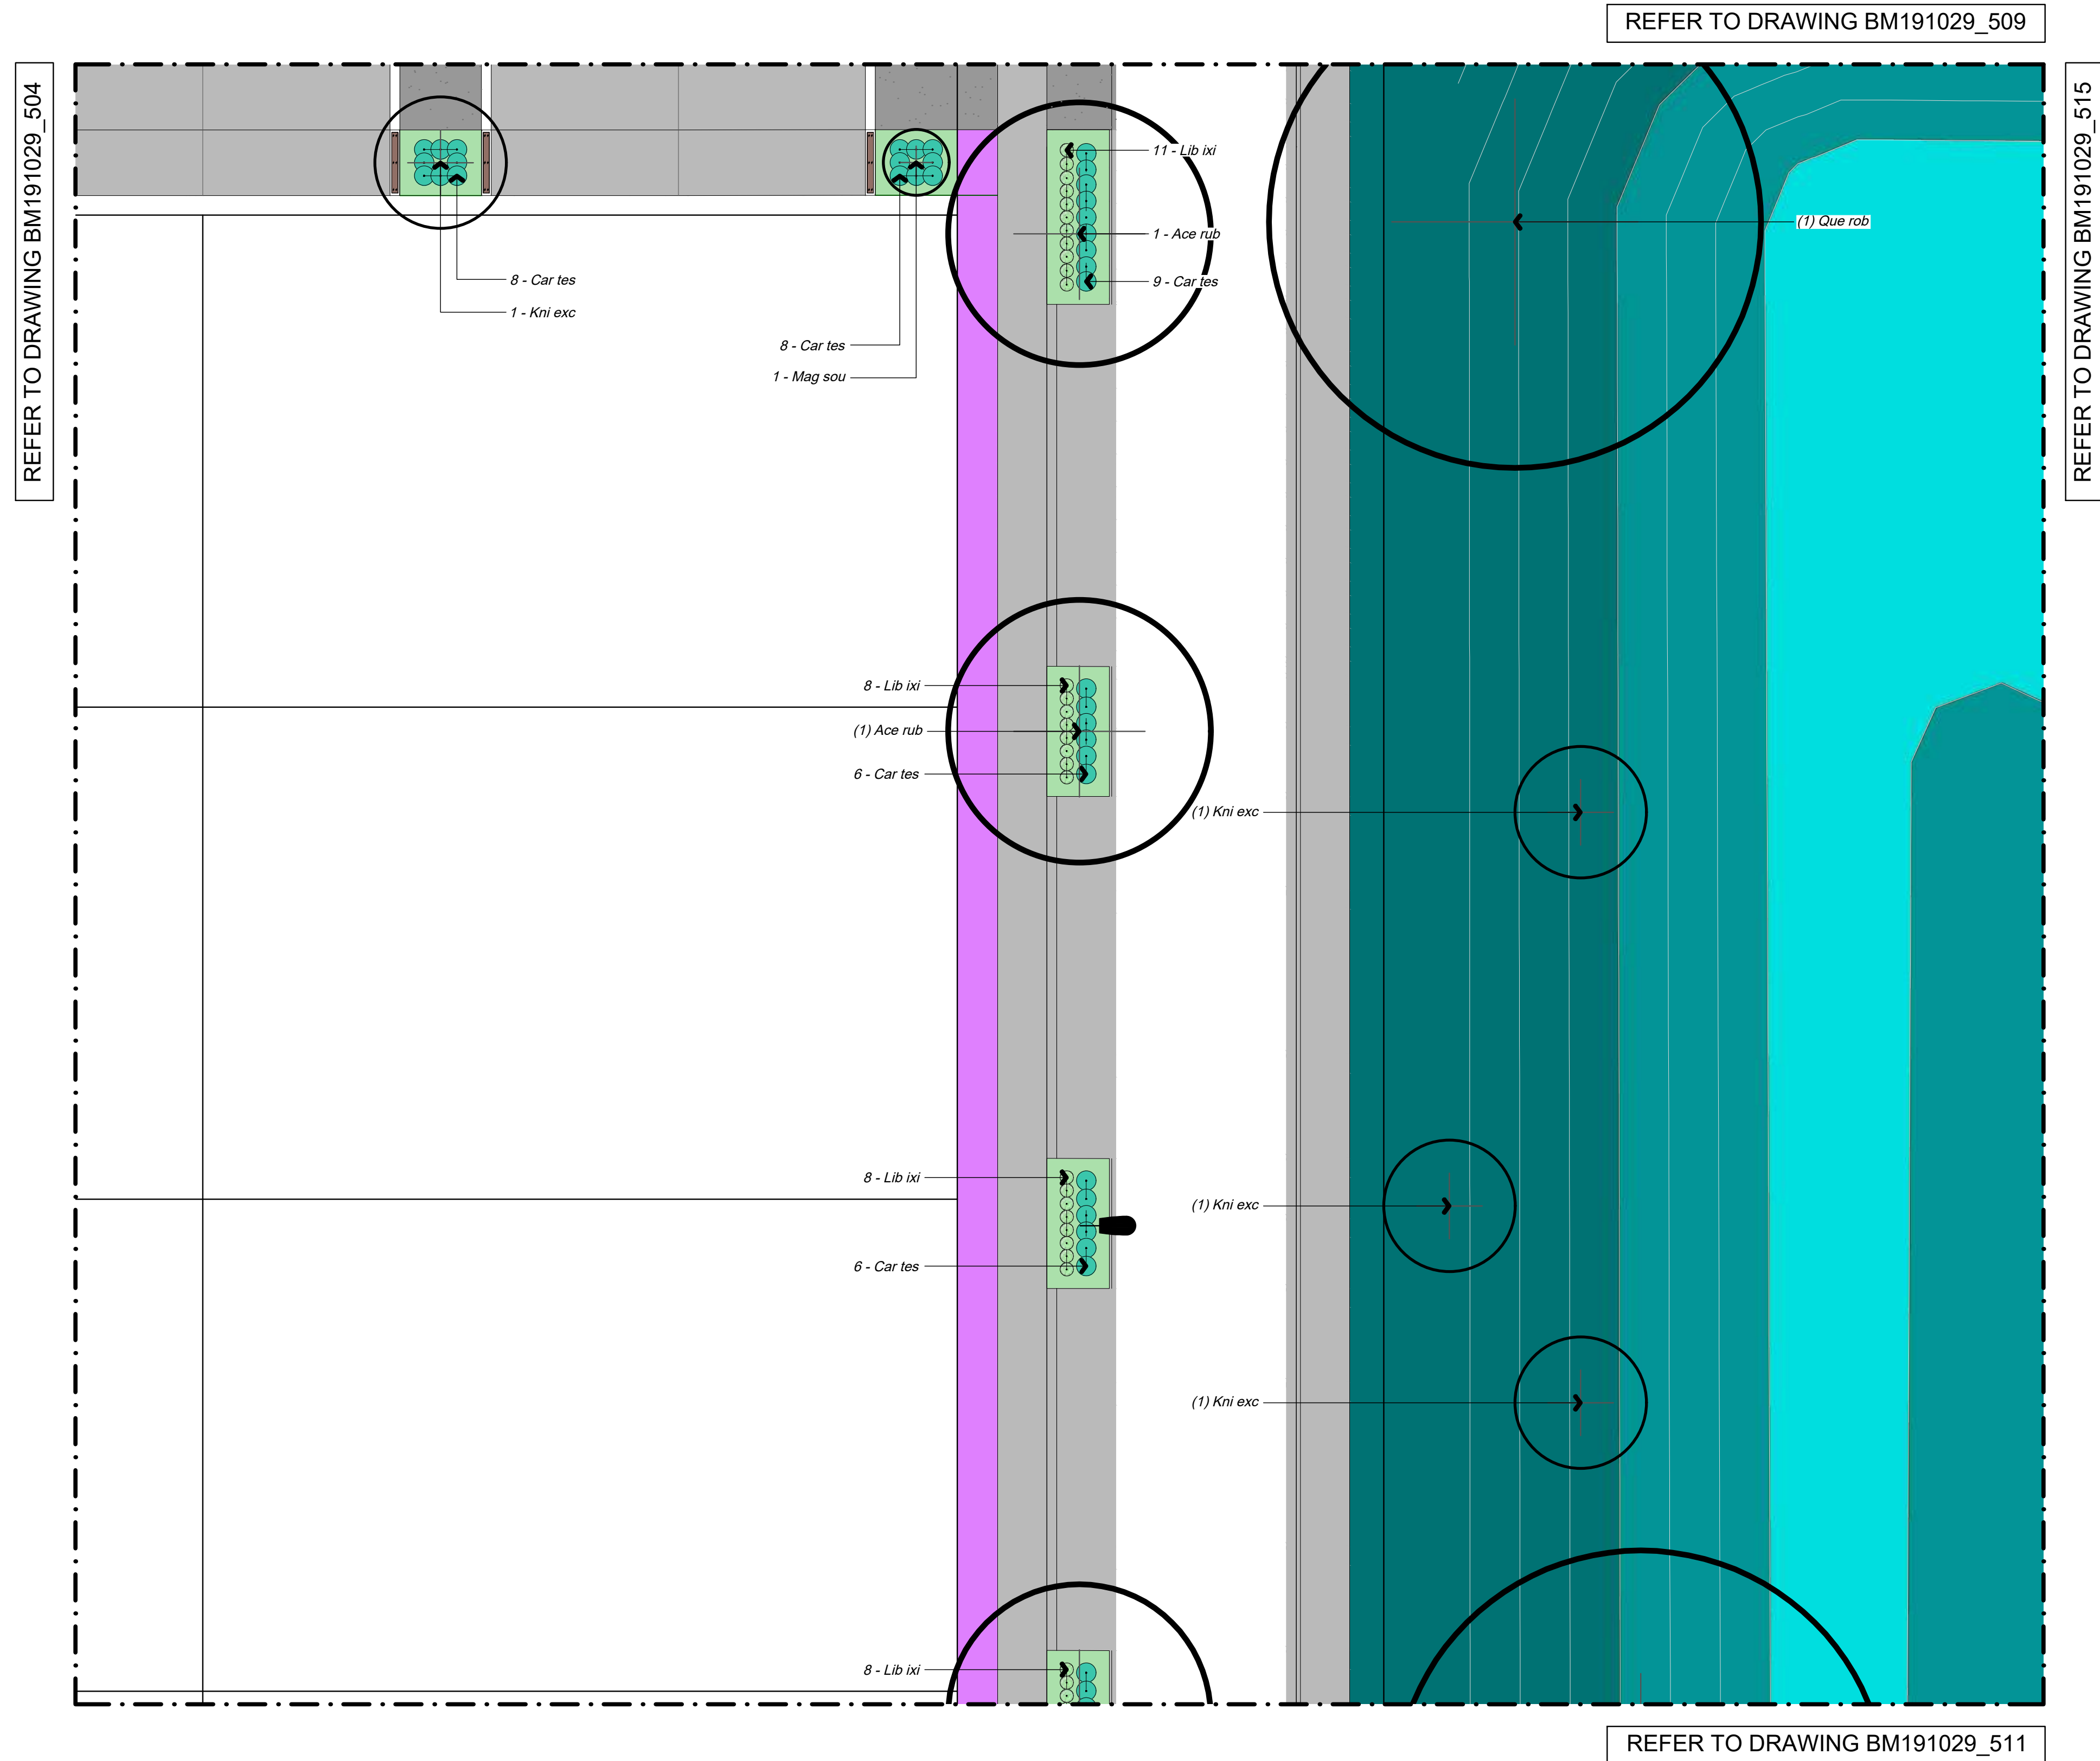 REFER TO DRAWING BM191029_509
REFER TO DRAWING BM191029_504
REFER TO DRAWING BM191029_515
11 - Lib ixi
(1) Que rob
1 - Ace rub
8 - Car tes
9 - Car tes
1 - Kni exc
8 - Car tes
1 - Mag sou
8 - Lib ixi
(1) Ace rub
6 - Car tes
(1) Kni exc
8 - Lib ixi
(1) Kni exc
6 - Car tes
(1) Kni exc
8 - Lib ixi
REFER TO DRAWING BM191029_511